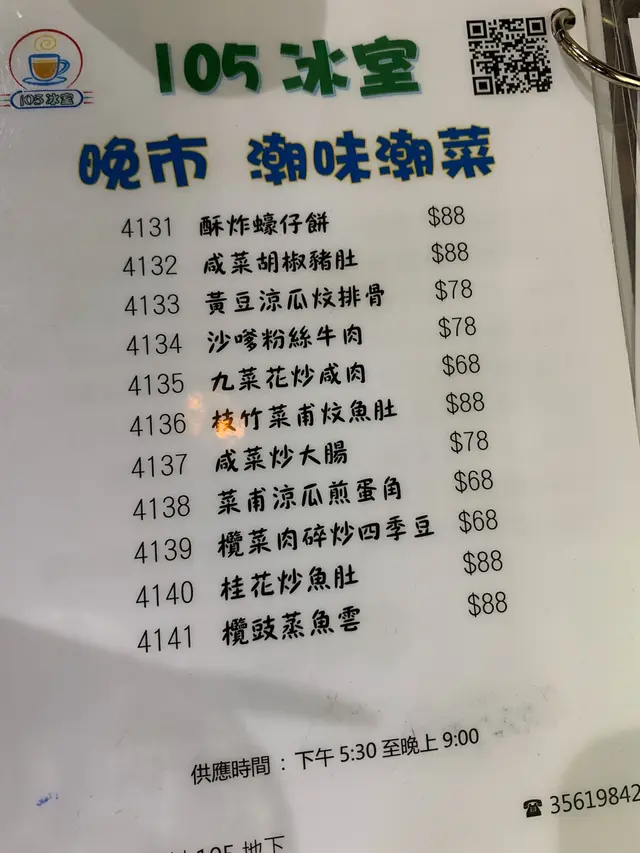 105冰室
105 冰室
晚市 潮味潮菜
4131 酥炸蠔仔餅 $88
4132 咸菜胡椒豬肚 $88
4133 黃豆涼瓜炆排骨 $78
4134 沙嗲粉絲牛肉 $78
4135 九菜花炒咸肉 $68
4136 枝竹菜甫炆魚肚 $88
4137 咸菜炒大腸 $78
4138 菜甫涼瓜煎蛋角 $68
4139 欖菜肉碎炒四季豆 $68
4140 桂花炒魚肚 $88
4141 欖豉蒸魚雲 $88
供應時間：下午 5:30 至晚上 9:00
☎ 35619842
105 地下